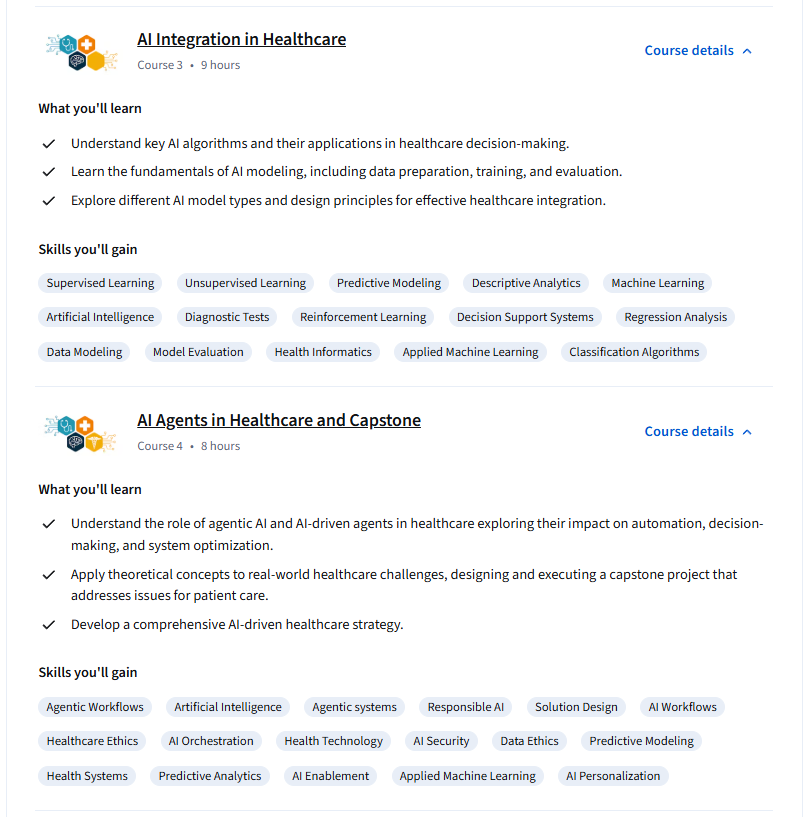 AI Integration in Healthcare
Course details
Course 3 • 9 hours
What you'll learn
Understand key AI algorithms and their applications in healthcare decision-making.
Learn the fundamentals of AI modeling, including data preparation, training, and evaluation.
Explore different AI model types and design principles for effective healthcare integration.
Skills you'll gain
Supervised Learning Unsupervised Learning Predictive Modeling Descriptive Analytics Machine Learning
Artificial Intelligence Diagnostic Tests Reinforcement Learning Decision Support Systems Regression Analysis
Data Modeling Model Evaluation Health Informatics Applied Machine Learning Classification Algorithms
AI Agents in Healthcare and Capstone
Course details
Course 4 • 8 hours
What you'll learn
Understand the role of agentic AI and AI-driven agents in healthcare exploring their impact on automation, decision-
making, and system optimization.
Apply theoretical concepts to real-world healthcare challenges, designing and executing a capstone project that
addresses issues for patient care.
Develop a comprehensive AI-driven healthcare strategy.
Skills you'll gain
Agentic Workflows Artificial Intelligence Agentic systems Responsible AI Solution Design AI Workflows
Healthcare Ethics AI Orchestration Health Technology AI Security Data Ethics Predictive Modeling
Health Systems Predictive Analytics AI Enablement Applied Machine Learning AI Personalization